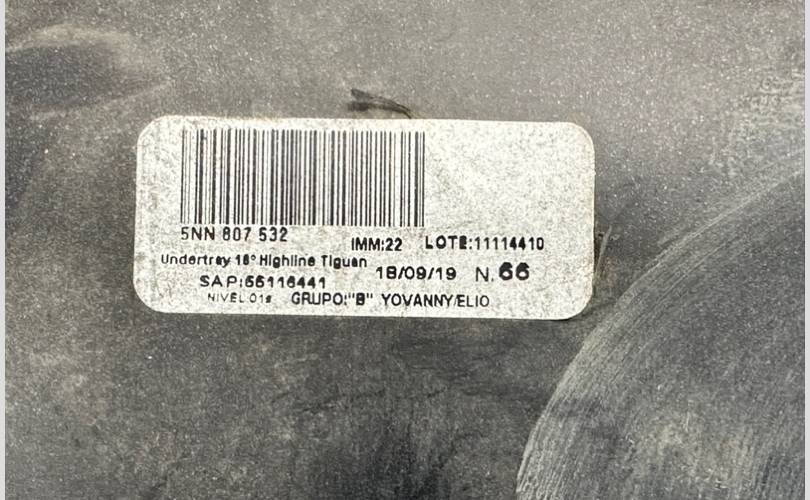 5NN 807 532
IMM:22 LOTE:11114410
Undertray 18° Highline Tiguan
18/09/19 N.66
SAP:55116441
NIVEL 01s GRUPO:"B" YOVANNY/ELIO